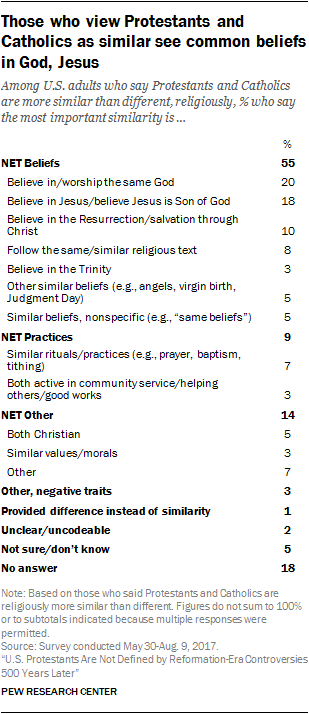 Those who view Protestants and
Catholics as similar see common beliefs
in God, Jesus
Among U.S. adults who say Protestants and Catholics
are more similar than different, religiously, % who say
the most important similarity is ...
%
NET Beliefs 55
Believe in/worship the same God 20
Believe in Jesus/believe Jesus is Son of God 18
Believe in the Resurrection/salvation through
Christ 10
Follow the same/similar religious text 8
Believe in the Trinity 3
Other similar beliefs (e.g., angels, virgin birth,
Judgment Day) 5
Similar beliefs, nonspecific (e.g., “same beliefs”) 5
NET Practices 9
Similar rituals/practices (e.g., prayer, baptism,
tithing) 7
Both active in community service/helping
others/good works 3
NET Other 14
Both Christian 5
Similar values/morals 3
Other 7
Other, negative traits 3
Provided difference instead of similarity 1
Unclear/uncodeable 2
Not sure/don’t know 5
No answer 18
Note: Based on those who said Protestants and Catholics are
religiously more similar than different. Figures do not sum to 100%
or to subtotals indicated because multiple responses were
permitted.
Source: Survey conducted May 30-Aug. 9, 2017.
“U.S. Protestants Are Not Defined by Reformation-Era Controversies
500 Years Later”
PEW RESEARCH CENTER